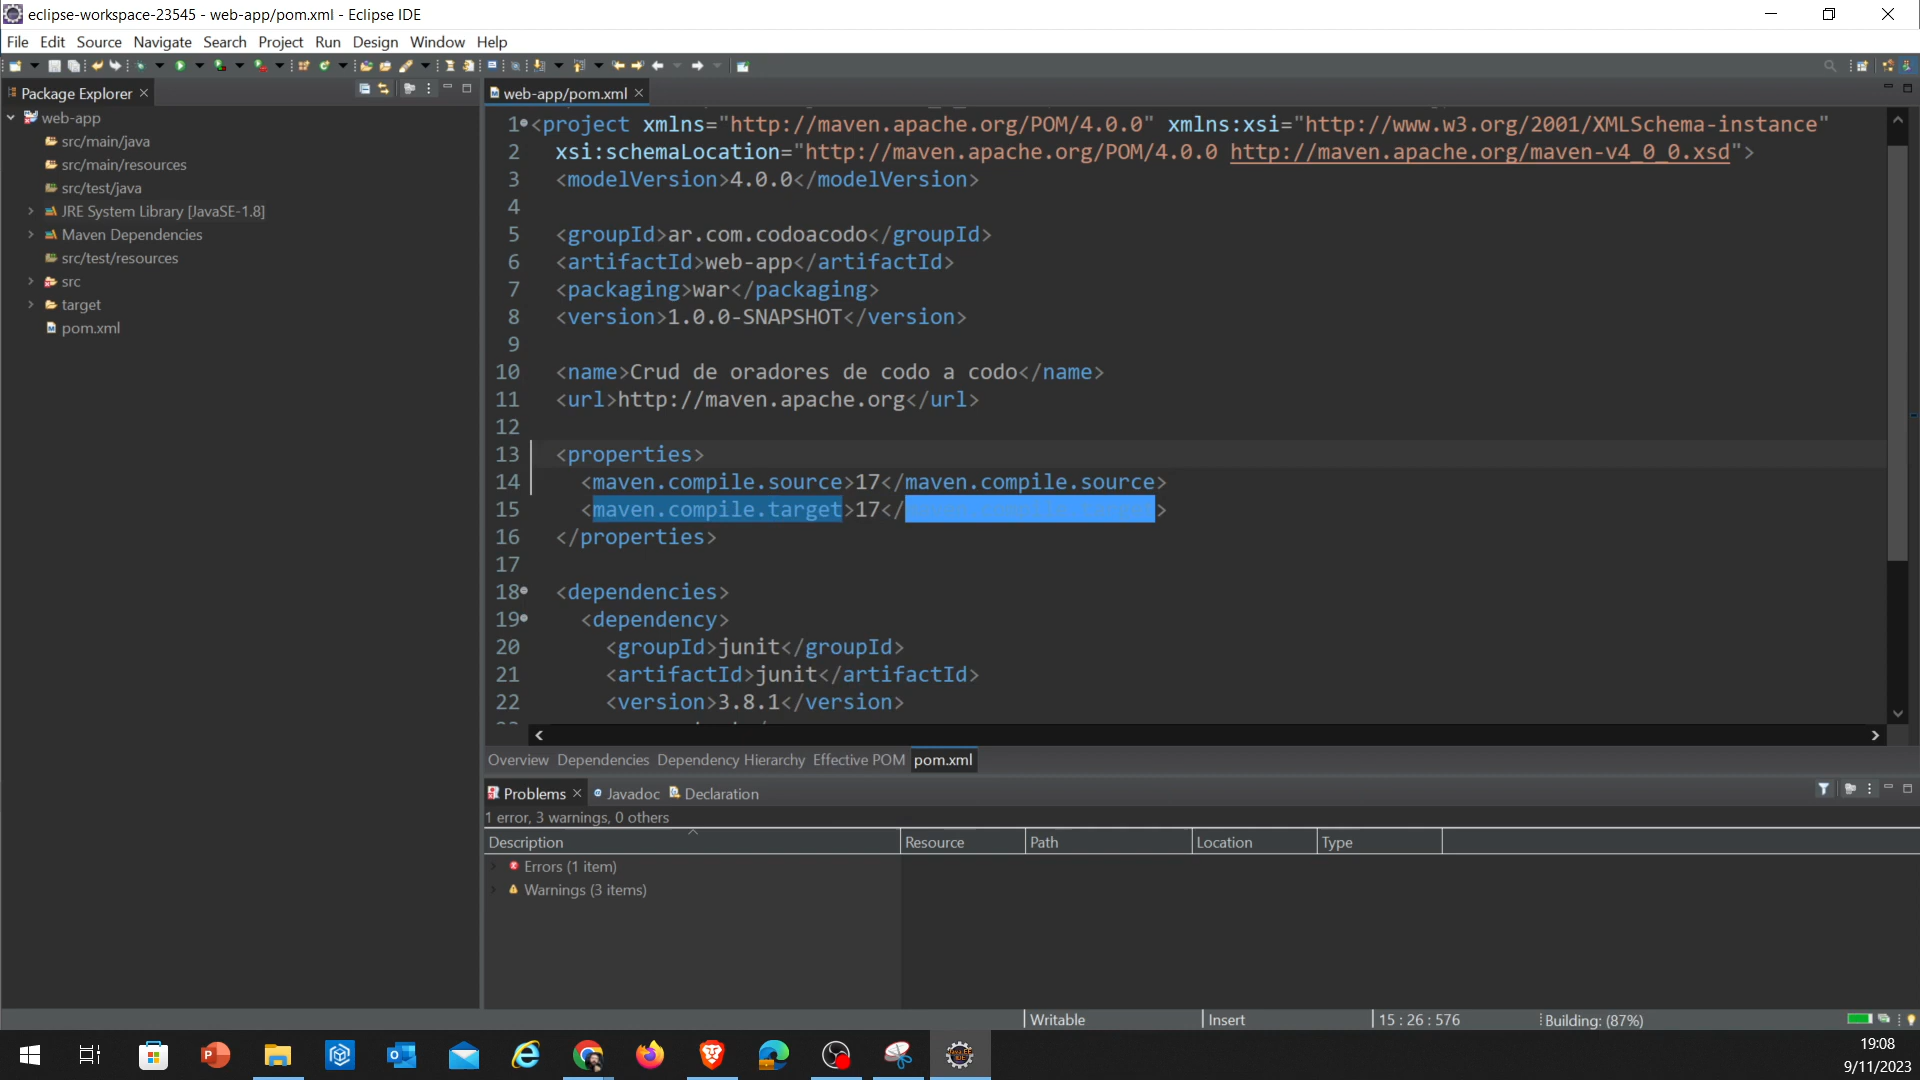 eclipse-workspace-23545 - web-app/pom.xml - Eclipse IDE
File Edit Source Navigate Search Project Run Design Window Help
Package Explorer
web-app
src/main/java
src/main/resources
src/test/java
JRE System Library [JavaSE-1.8]
Maven Dependencies
src/test/resources
src
target
pom.xml
web-app/pom.xml
1 <project xmlns="http://maven.apache.org/POM/4.0.0" xmlns:xsi="http://www.w3.org/2001/XMLSchema-instance"
2 xsi:schemaLocation="http://maven.apache.org/POM/4.0.0 http://maven.apache.org/maven-v4_0_0.xsd">
3 <modelVersion>4.0.0</modelVersion>
4
5 <groupId>ar.com.codoacodo</groupId>
6 <artifactId>web-app</artifactId>
7 <packaging>war</packaging>
8 <version>1.0.0-SNAPSHOT</version>
9
10 <name>Crud de oradores de codo a codo</name>
11 <url>http://maven.apache.org</url>
12
13 <properties>
14 <maven.compile.source>17</maven.compile.source>
15 <maven.compile.target>17</ >
16 </properties>
17
18 <dependencies>
19 <dependency>
20 <groupId>junit</groupId>
21 <artifactId>junit</artifactId>
22 <version>3.8.1</version>
Overview Dependencies Dependency Hierarchy Effective POM pom.xml
Problems Javadoc Declaration
1 error, 3 warnings, 0 others
Description Resource Path Location Type
Errors (1 item)
Warnings (3 items)
Writable Insert 15 : 26 : 576 Building: (87%)
19:08
9/11/2023